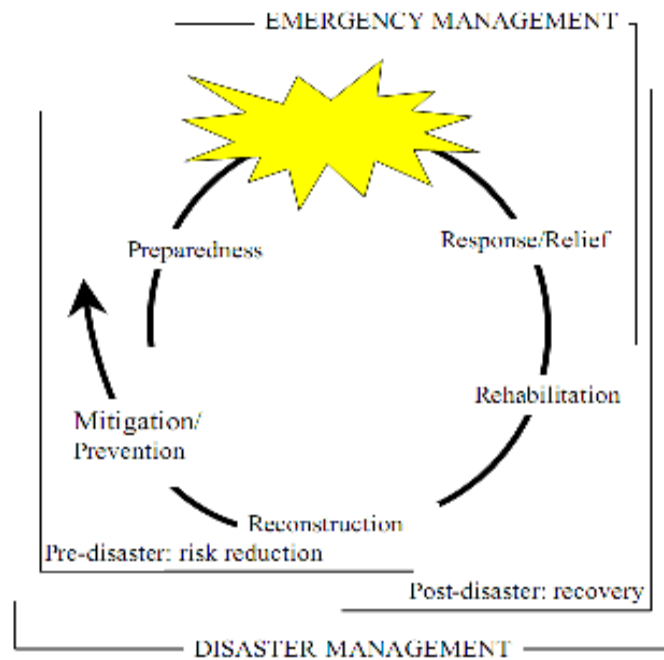 EMERGENCY MANAGEMENT
Preparedness
Response/Relief
Rehabilitation
Mitigation/
Prevention
Reconstruction
Pre-disaster: risk reduction
Post-disaster: recovery
DISASTER MANAGEMENT